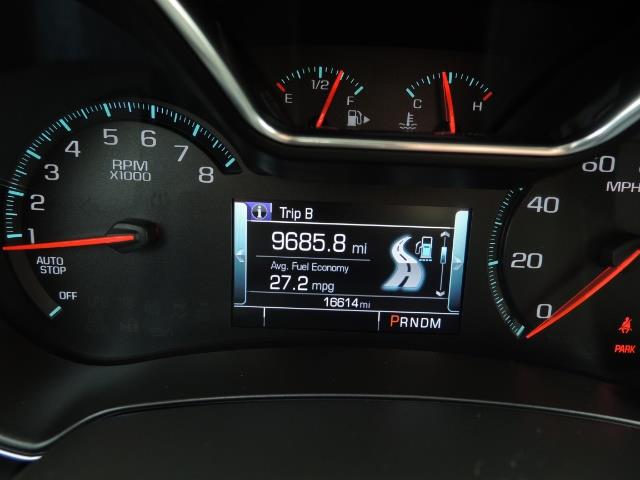 1/2
E F
C H
1 2 3 4 5 6 7 8
RPM
X1000
AUTO
STOP
OFF
i Trip B
9685.8 mi
Avg. Fuel Economy
27.2 mpg
16614 mi
PRNDM
0 20 40 60
MPH
PARK